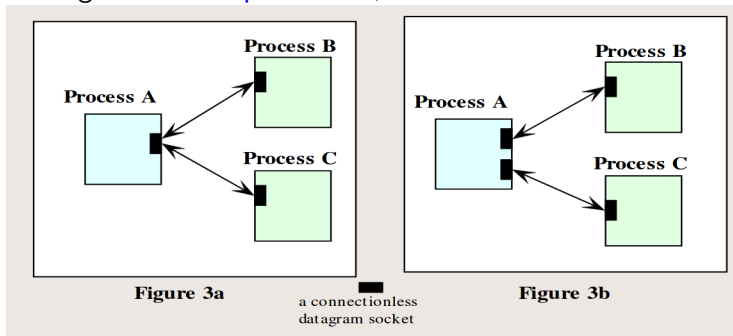 Process B
Process A
Process C
Figure 3a
a connectionless
datagram socket
Process B
Process A
Process C
Figure 3b